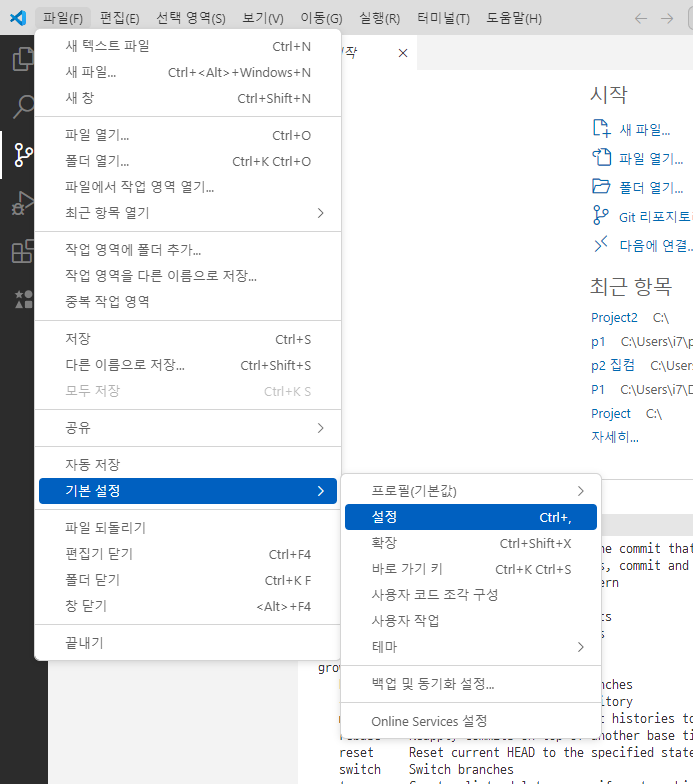 파일(F) 편집(E) 선택 영역(S) 보기(V) 이동(G) 실행(R) 터미널(T) 도움말(H)
새 텍스트 파일 Ctrl+N
새 파일... Ctrl+<Alt>+Windows+N
새 창 Ctrl+Shift+N
파일 열기... Ctrl+O
폴더 열기... Ctrl+K Ctrl+O
파일에서 작업 영역 열기...
최근 항목 열기
작업 영역에 폴더 추가...
작업 영역을 다른 이름으로 저장...
중복 작업 영역
저장 Ctrl+S
다른 이름으로 저장... Ctrl+Shift+S
모두 저장 Ctrl+K S
공유
자동 저장
기본 설정
파일 되돌리기
편집기 닫기 Ctrl+F4
폴더 닫기 Ctrl+K F
창 닫기 <Alt>+F4
끝내기
프로필(기본값)
설정 Ctrl+,
확장 Ctrl+Shift+X
바로 가기 키 Ctrl+K Ctrl+S
사용자 코드 조각 구성
사용자 작업
테마
백업 및 동기화 설정...
Online Services 설정
작
시작
새 파일...
파일 열기...
폴더 열기...
Git 리포지토리
다음에 연결...
최근 항목
Project2 C:\
p1 C:\Users\i7\p
p2 집컴 C:\Users
P1 C:\Users\i7\D
Project C:\
자세히...
ne commit that
s, commit and
ern
ts
s
grow
nches
itory
t histories to
another base ti
reset Reset current HEAD to the specified state
switch Switch branches